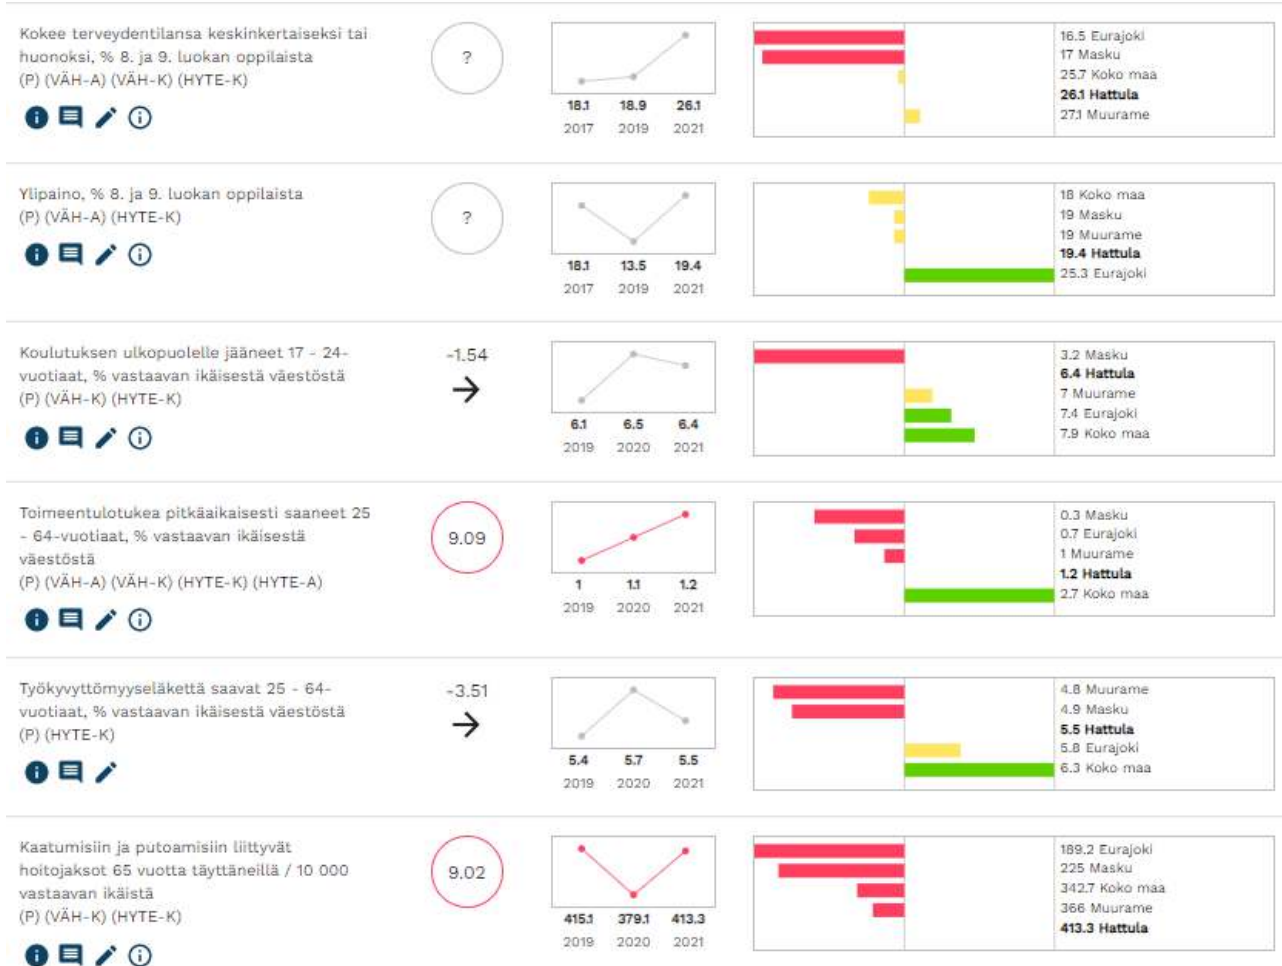 Kokee terveydentilansa keskinkertaiseksi tai
huonoksi, % 8. ja 9. luokan oppilaista
(P) (VÄH-A) (VÄH-K) (HYTE-K)
?
18.1 18.9 26.1
2017 2019 2021
16.5 Eurajoki
17 Masku
25.7 Koko maa
26.1 Hattula
27.1 Muurame
Ylipaino, % 8. ja 9. luokan oppilaista
(P) (VÄH-A) (HYTE-K)
?
18.1 13.5 19.4
2017 2019 2021
18 Koko maa
19 Masku
19 Muurame
19.4 Hattula
25.3 Eurajoki
Koulutuksen ulkopuolelle jääneet 17 - 24-
vuotiaat, % vastaavan ikäisestä väestöstä
(P) (VÄH-K) (HYTE-K)
-1.54
6.1 6.5 6.4
2019 2020 2021
3.2 Masku
6.4 Hattula
7 Muurame
7.4 Eurajoki
7.9 Koko maa
Toimeentulotukea pitkäaikaisesti saaneet 25
- 64-vuotiaat, % vastaavan ikäisestä
väestöstä
(P) (VÄH-A) (VÄH-K) (HYTE-K) (HYTE-A)
9.09
1 1.1 1.2
2019 2020 2021
0.3 Masku
0.7 Eurajoki
1 Muurame
1.2 Hattula
2.7 Koko maa
Työkyvyttömyyseläkettä saavat 25 - 64-
vuotiaat, % vastaavan ikäisestä väestöstä
(P) (HYTE-K)
-3.51
5.4 5.7 5.5
2019 2020 2021
4.8 Muurame
4.9 Masku
5.5 Hattula
5.8 Eurajoki
6.3 Koko maa
Kaatumisiin ja putoamisiin liittyvät
hoitojaksot 65 vuotta täyttäneillä / 10 000
vastaavan ikäistä
(P) (VÄH-K) (HYTE-K)
9.02
415.1 379.1 413.3
2019 2020 2021
189.2 Eurajoki
225 Masku
342.7 Koko maa
366 Muurame
413.3 Hattula